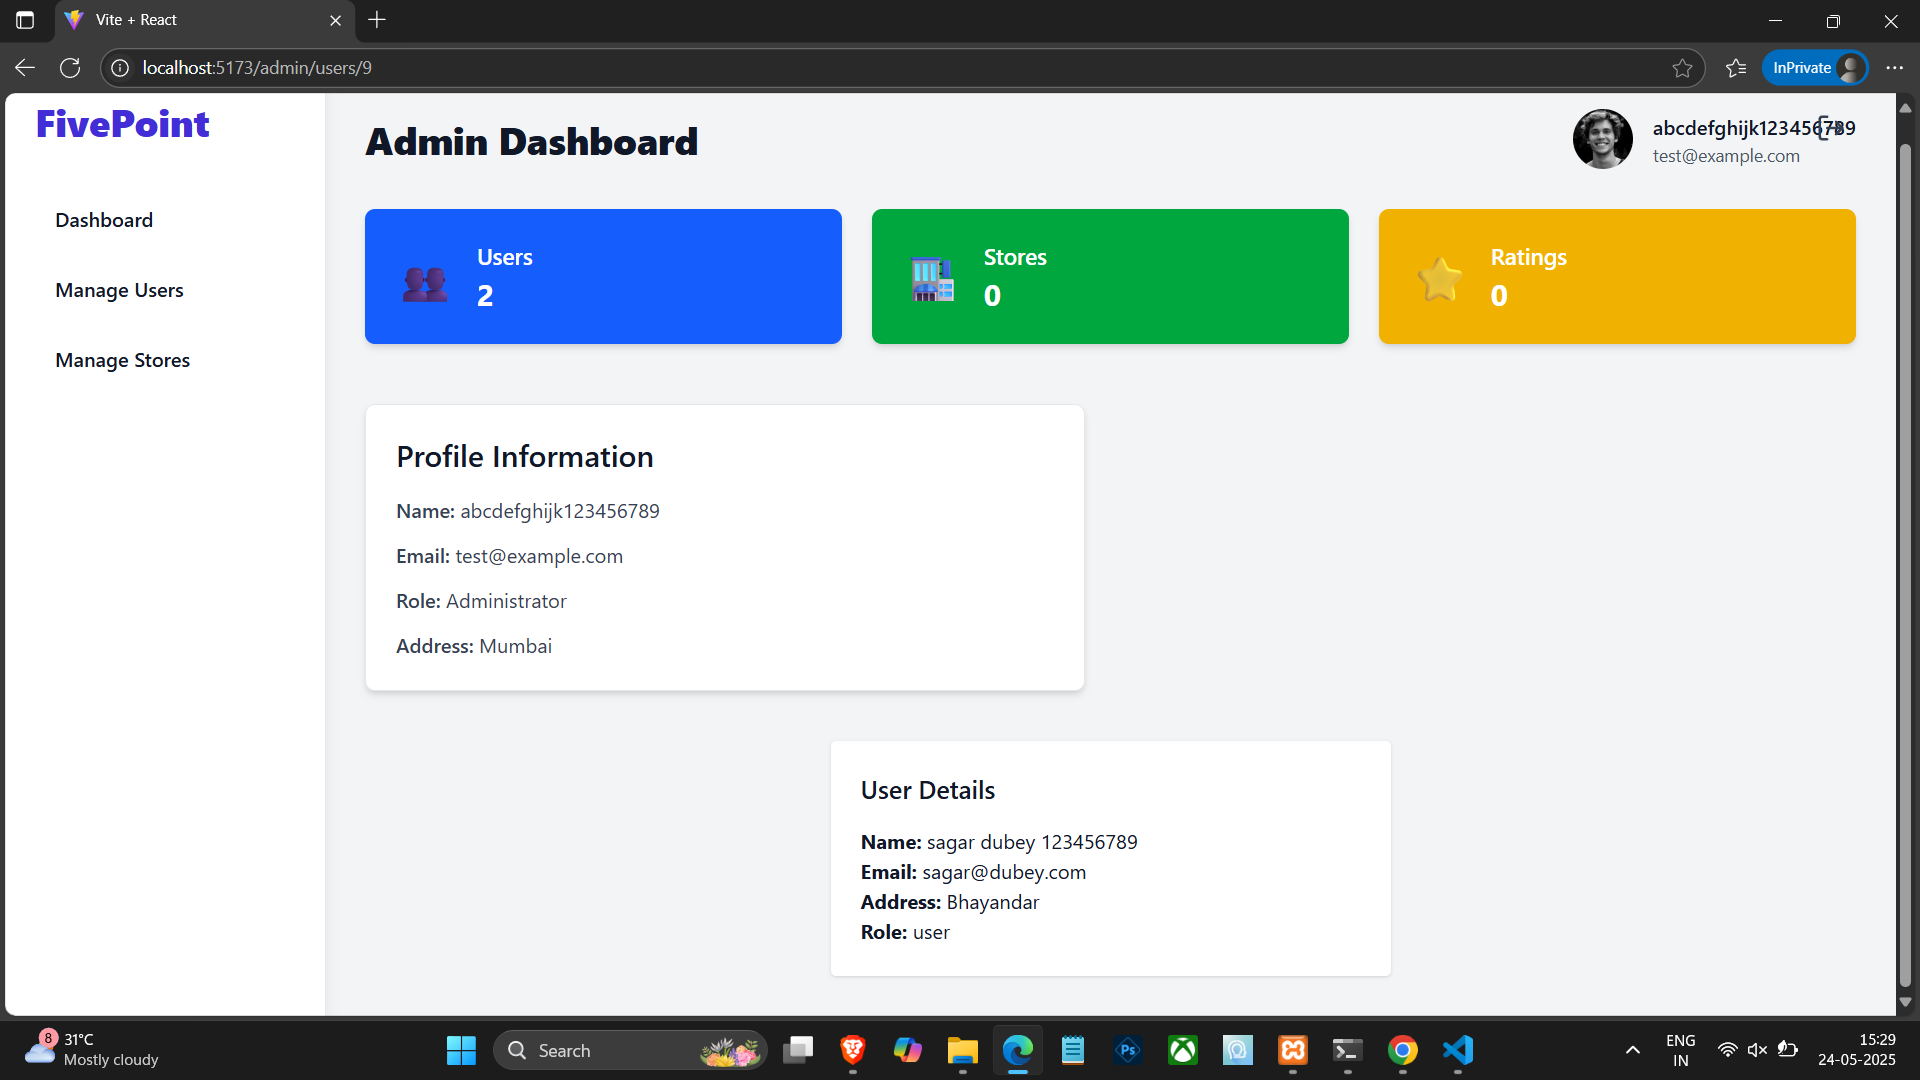 Vite + React
localhost:5173/admin/users/9
InPrivate
FivePoint
Dashboard
Manage Users
Manage Stores
Admin Dashboard
abcdefghijk123456789
test@example.com
Users
2
Stores
0
Ratings
0
Profile Information
Name: abcdefghijk123456789
Email: test@example.com
Role: Administrator
Address: Mumbai
User Details
Name: sagar dubey 123456789
Email: sagar@dubey.com
Address: Bhayandar
Role: user
8
31°C
Mostly cloudy
Search
Ps
ENG
IN
15:29
24-05-2025